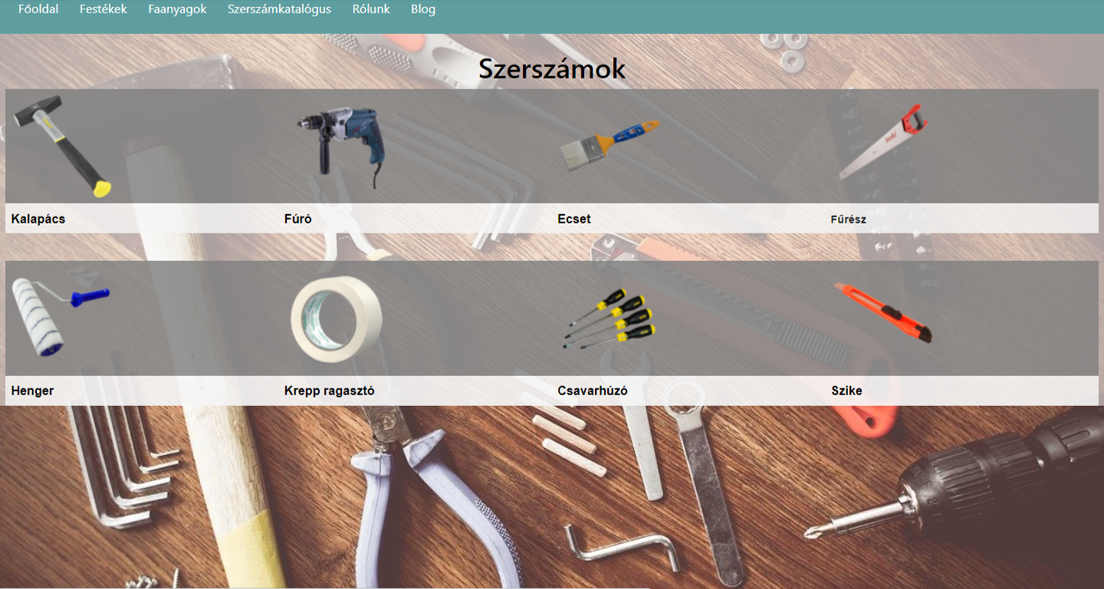 Főoldal Festékek Faanyagok Szerszámkatalógus Rólunk Blog
Szerszámok
Kalapács Fúró Ecset Fűrész
Henger Krepp ragasztó Csavarhúzó Szike